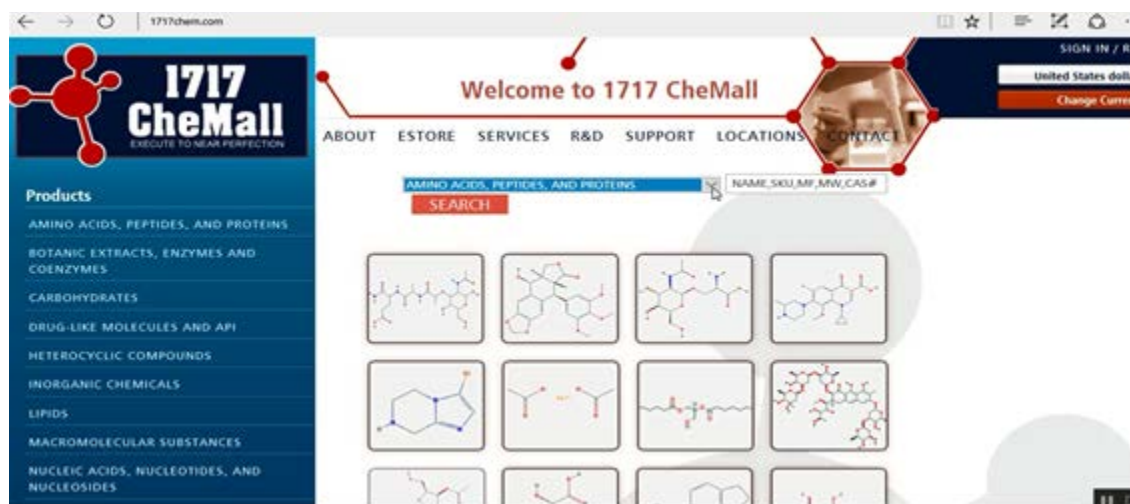 1717chem.com
SIGN IN / R
1717
CheMall
EXECUTE TO NEAR PERFECTION
Welcome to 1717 CheMall
United States doll
Change Curre
ABOUT ESTORE SERVICES R&D SUPPORT LOCATIONS CONTACT
AMINO ACIDS, PEPTIDES, AND PROTEINS
NAME,SKU,MF,MW,CAS#
SEARCH
Products
AMINO ACIDS, PEPTIDES, AND PROTEINS
BOTANIC EXTRACTS, ENZYMES AND
COENZYMES
CARBOHYDRATES
DRUG-LIKE MOLECULES AND API
HETEROCYCLIC COMPOUNDS
INORGANIC CHEMICALS
LIPIDS
MACROMOLECULAR SUBSTANCES
NUCLEIC ACIDS, NUCLEOTIDES, AND
NUCLEOSIDES